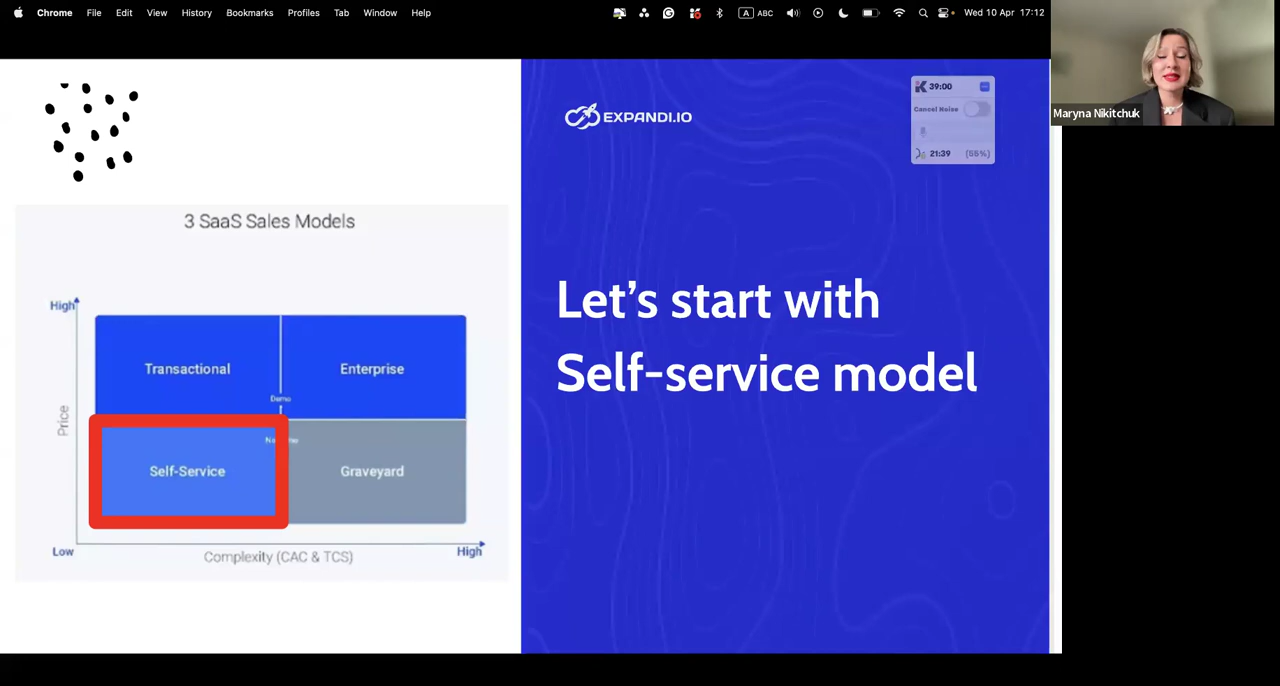 Chrome File Edit View History Bookmarks Profiles Tab Window Help
A ABC Wed 10 Apr 17:12
Maryna Nikitchuk
EXPANDI.IO
39:00
Cancel Noise
21:39 (55%)
3 SaaS Sales Models
High
Transactional
Enterprise
Demo
Price
Self-Service
Graveyard
Low
Complexity (CAC & TCS)
High
Let’s start with
Self-service model